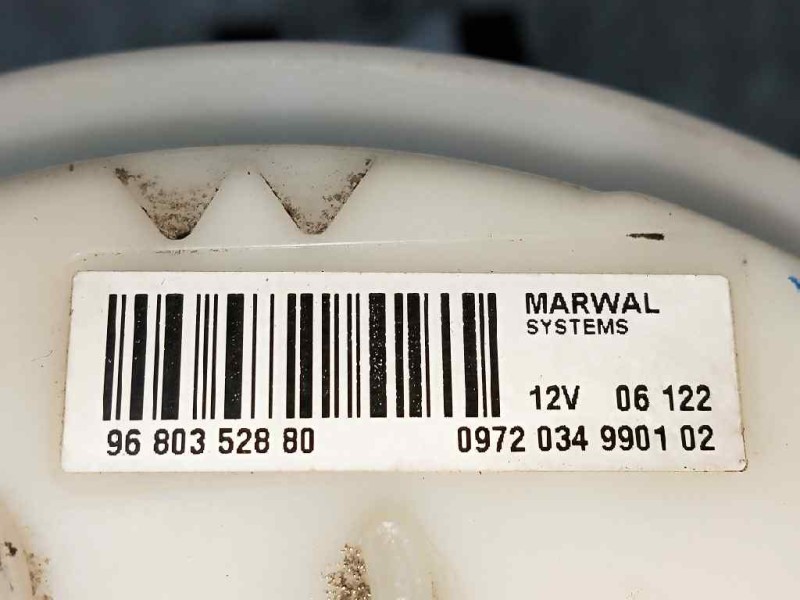 MARWAL
SYSTEMS
12V 06 122
96 803 528 80
0972 034 9901 02